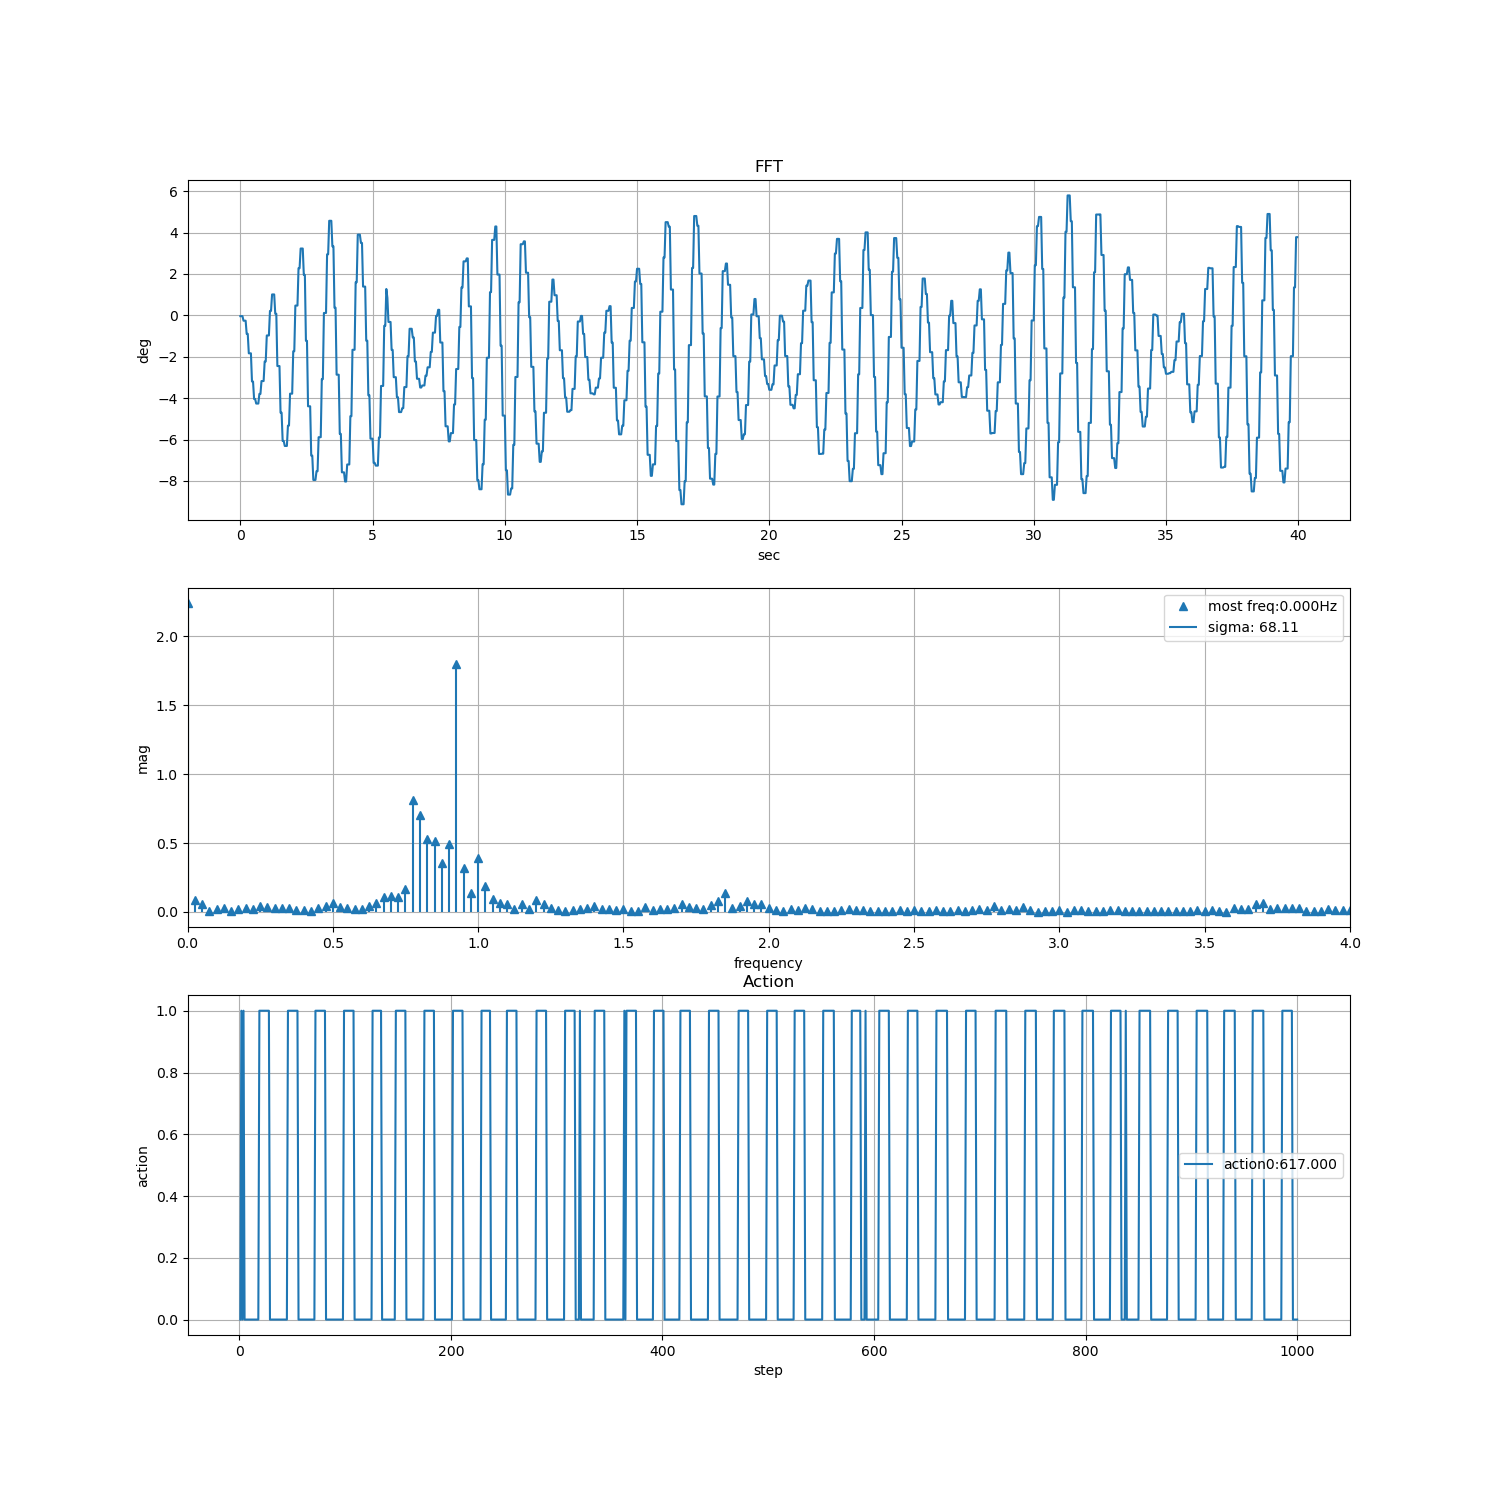 FFT
6
4
2
0
−2
−4
−6
−8
deg
0 5 10 15 20 25 30 35 40
sec
most freq:0.000Hz
sigma: 68.11
2.0
1.5
1.0
0.5
0.0
mag
0.0 0.5 1.0 1.5 2.0 2.5 3.0 3.5 4.0
frequency
Action
1.0
0.8
0.6
0.4
0.2
0.0
action
action0:617.000
0 200 400 600 800 1000
step